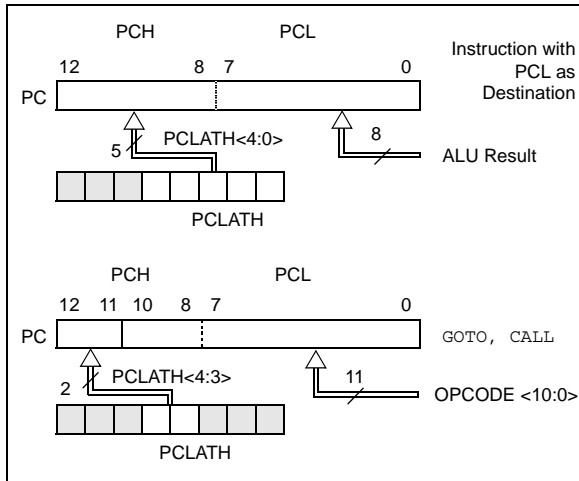 PCH PCL
12 8 7 0
PC
Instruction with
PCL as
Destination
5 PCLATH<4:0> 8
ALU Result
PCLATH
PCH PCL
12 11 10 8 7 0
PC GOTO, CALL
2 PCLATH<4:3> 11
OPCODE <10:0>
PCLATH